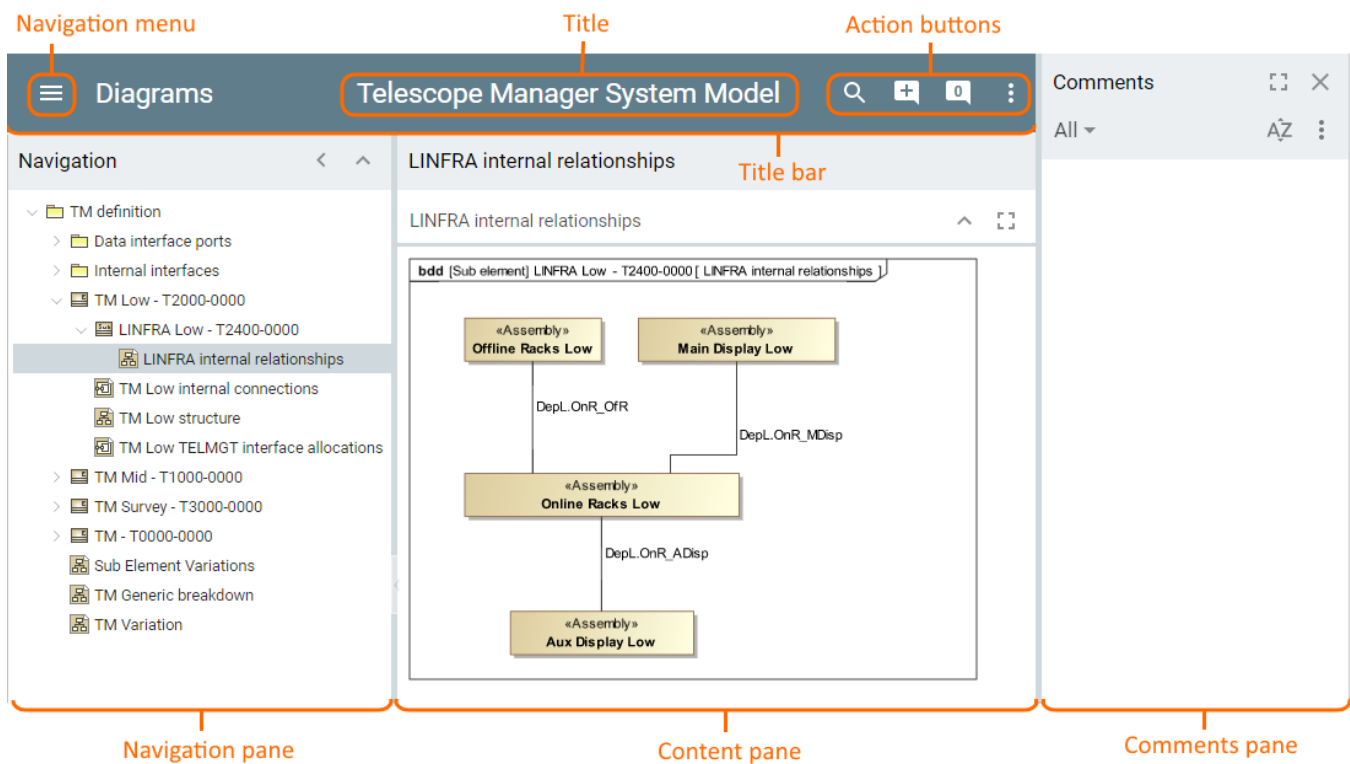 Navigation menu
Title
Action buttons
Diagrams
Telescope Manager System Model
0
Comments
All
AZ
Navigation
LINFRA internal relationships
Title bar
TM definition
Data interface ports
Internal interfaces
TM Low - T2000-0000
LINFRA Low - T2400-0000
LINFRA internal relationships
TM Low internal connections
TM Low structure
TM Low TELMGT interface allocations
TM Mid - T1000-0000
TM Survey - T3000-0000
TM - T0000-0000
Sub Element Variations
TM Generic breakdown
TM Variation
LINFRA internal relationships
bdd [Sub element] LINFRA Low - T2400-0000 [ LINFRA internal relationships ]
«Assembly»
Offline Racks Low
«Assembly»
Main Display Low
DepL.OnR_OfR
DepL.OnR_MDisp
«Assembly»
Online Racks Low
DepL.OnR_ADisp
«Assembly»
Aux Display Low
Navigation pane
Content pane
Comments pane